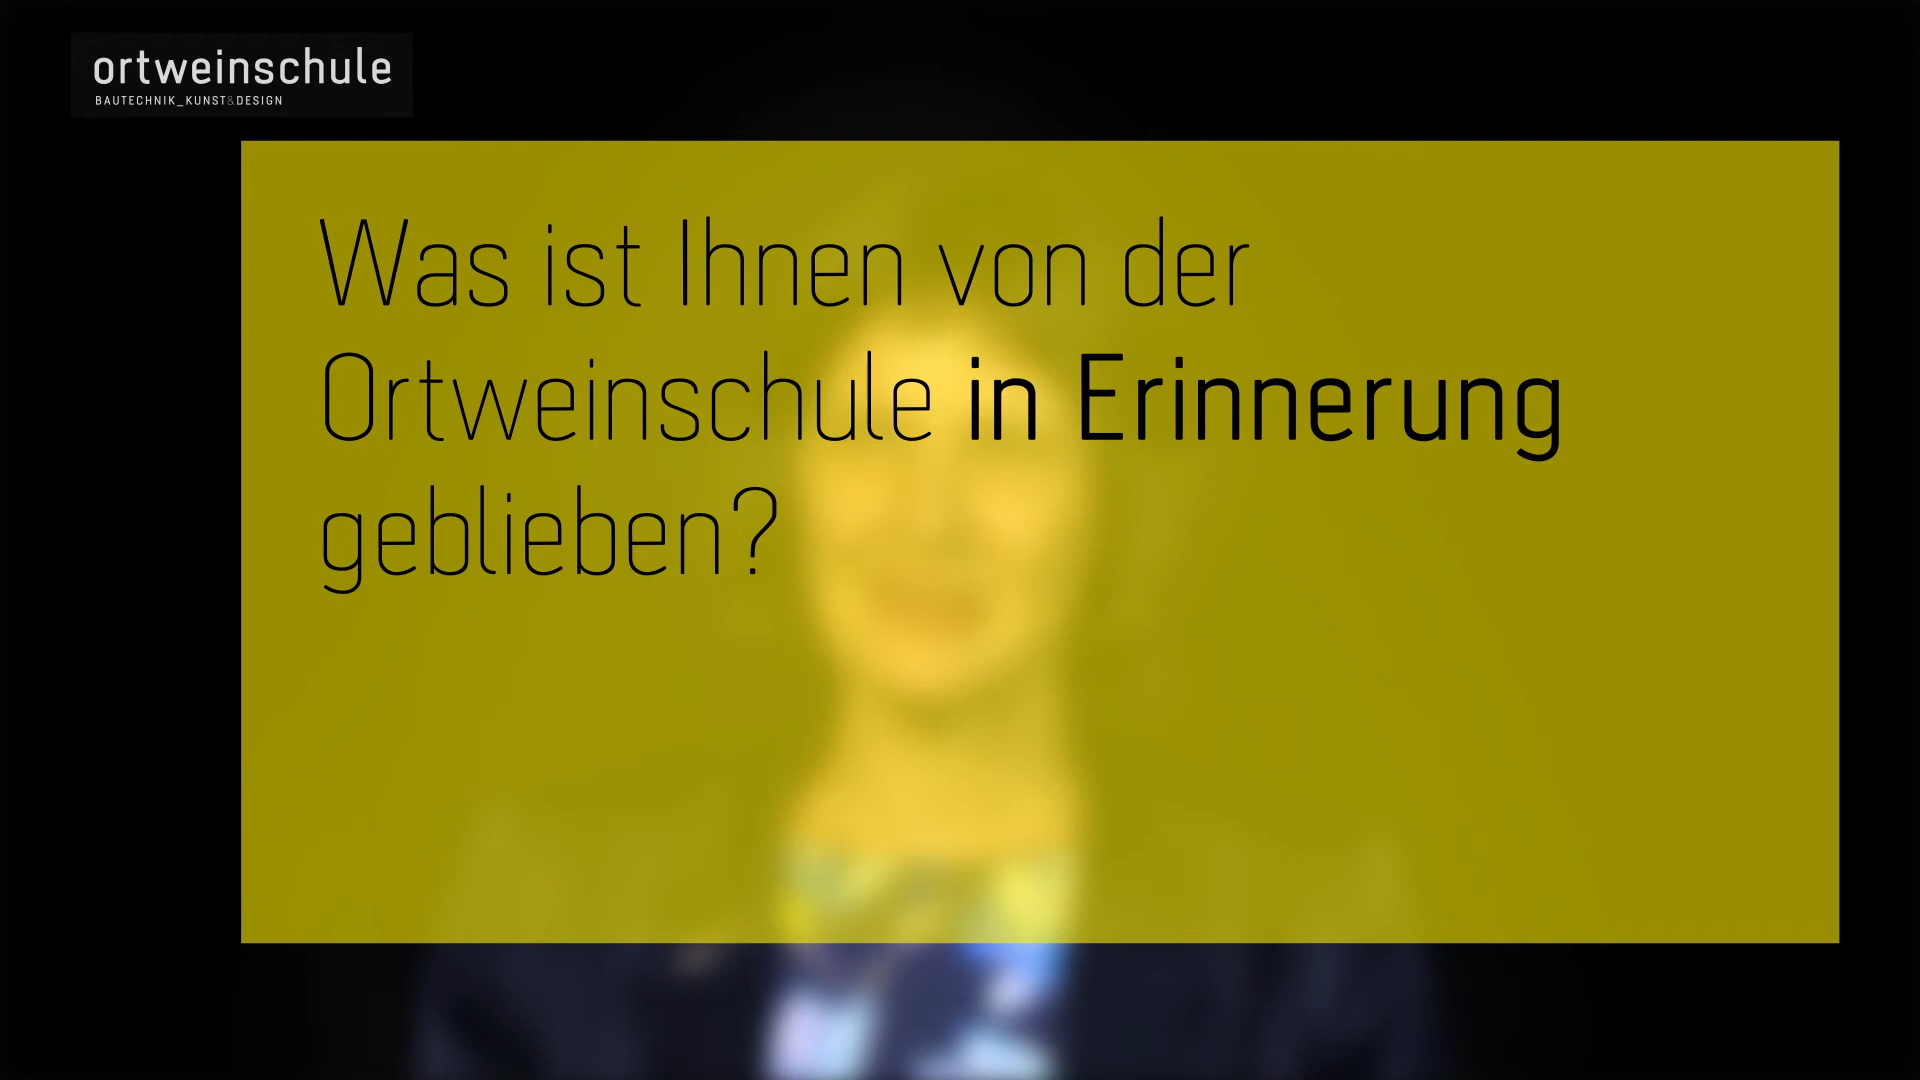 ortweinschule
BAUTECHNIK_KUNST&DESIGN
Was ist Ihnen von der
Ortweinschule in Erinnerung
geblieben?